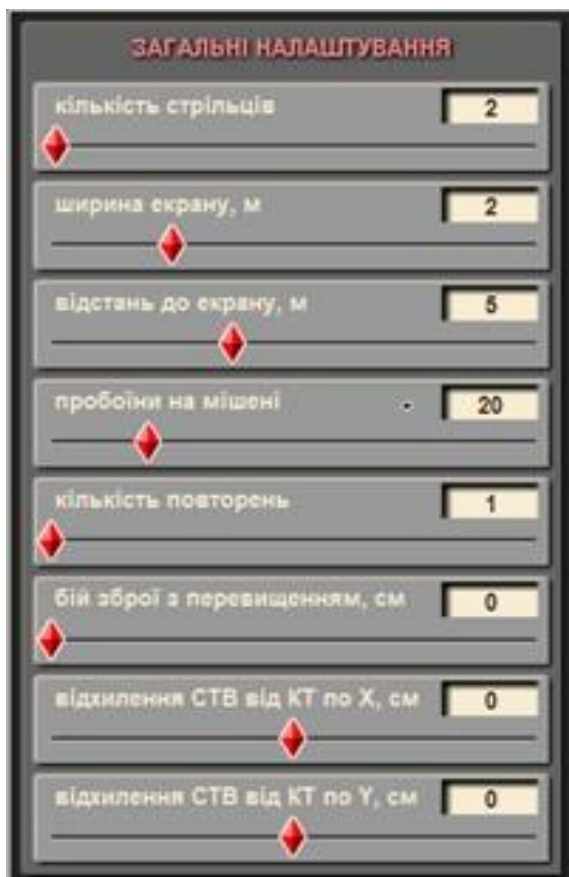 ЗАГАЛЬНІ НАЛАШТУВАННЯ
кількість стрільців 2
ширина екрану, м 2
відстань до екрану, м 5
пробоїни на мішені 20
кількість повторень 1
бій зброї з перевищенням, см 0
відхилення СТВ від КТ по X, см 0
відхилення СТВ від КТ по Y, см 0